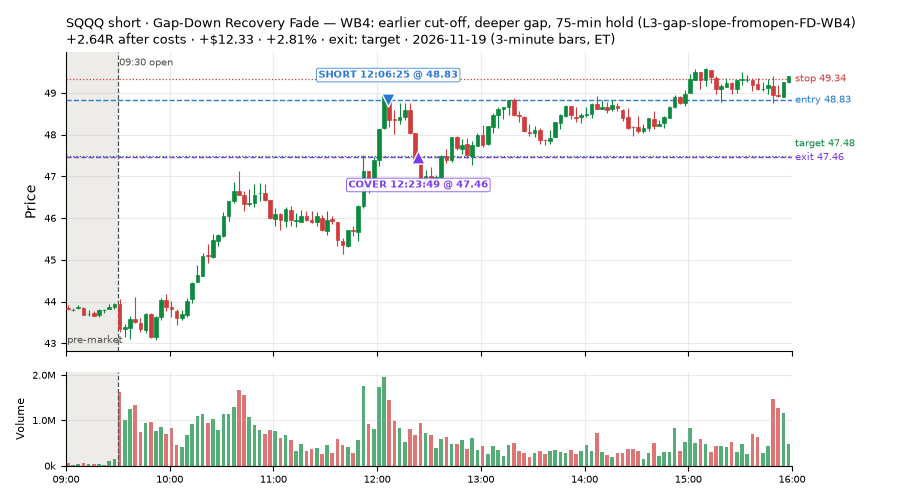 SQQQ short · Gap-Down Recovery Fade — WB4: earlier cut-off, deeper gap, 75-min hold (L3-gap-slope-fromopen-FD-WB4)
+2.64R after costs · +$12.33 · +2.81% · exit: target · 2026-11-19 (3-minute bars, ET)
09:30 open
SHORT 12:06:25 @ 48.83
stop 49.34
entry 48.83
target 47.48
exit 47.46
COVER 12:23:49 @ 47.46
pre-market
Price
49
48
47
46
45
44
43
Volume
2.0M
1.0M
0k
09:00
10:00
11:00
12:00
13:00
14:00
15:00
16:00